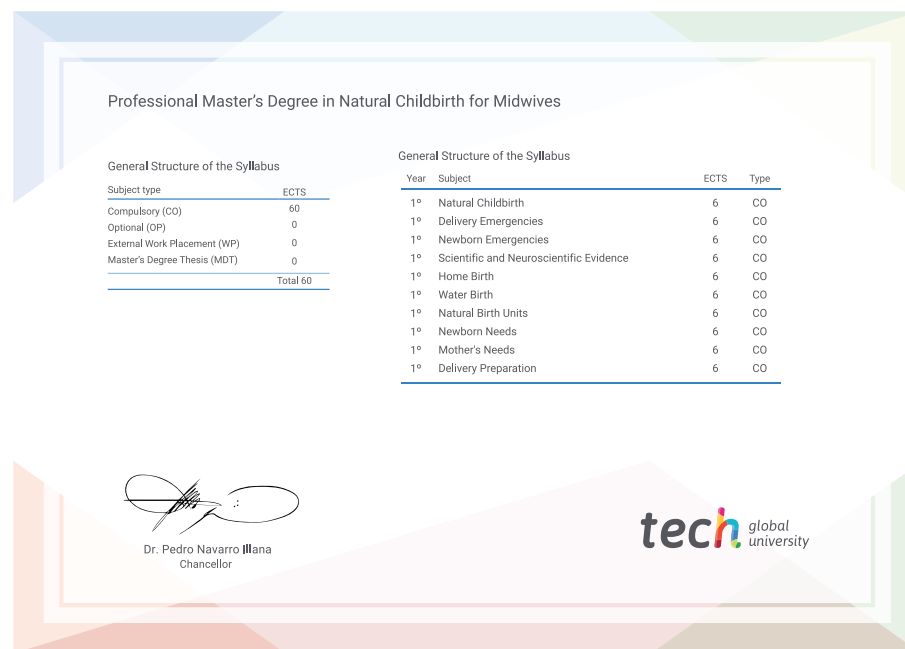 Professional Master's Degree in Natural Childbirth for Midwives
General Structure of the Syllabus
Subject type ECTS
Compulsory (CO) 60
Optional (OP) 0
External Work Placement (WP) 0
Master's Degree Thesis (MDT) 0
Total 60
General Structure of the Syllabus
Year Subject ECTS Type
1º Natural Childbirth 6 CO
1º Delivery Emergencies 6 CO
1º Newborn Emergencies 6 CO
1º Scientific and Neuroscientific Evidence 6 CO
1º Home Birth 6 CO
1º Water Birth 6 CO
1º Natural Birth Units 6 CO
1º Newborn Needs 6 CO
1º Mother's Needs 6 CO
1º Delivery Preparation 6 CO
Dr. Pedro Navarro Illana
Chancellor
tech global
university